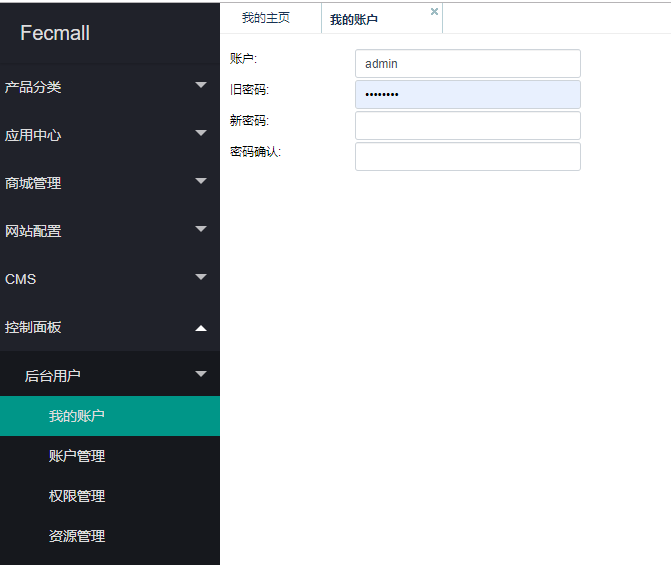 Fecmall
产品分类
应用中心
商城管理
网站配置
CMS
控制面板
后台用户
我的账户
账户管理
权限管理
资源管理
我的主页
我的账户
账户:
admin
旧密码:
••••••••
新密码:
密码确认: